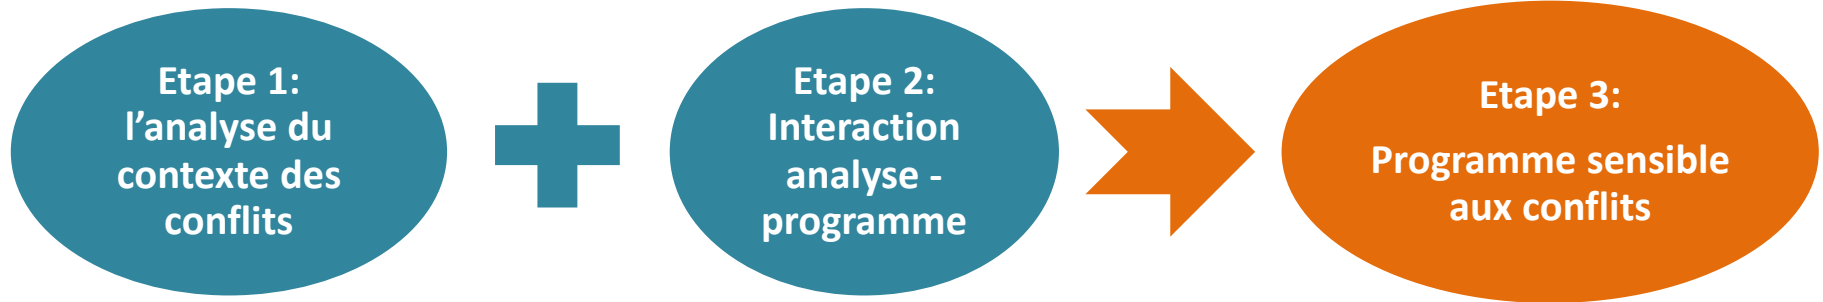 Etape 1:
l’analyse du
contexte des
conflits
Etape 2:
Interaction
analyse -
programme
Etape 3:
Programme sensible
aux conflits